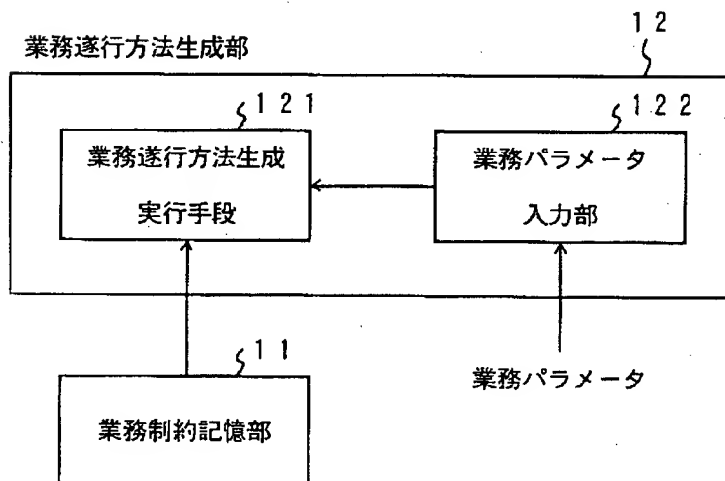 12
業務遂行方法生成部
121
122
業務遂行方法生成
実行手段
業務パラメータ
入力部
11
業務パラメータ
業務制約記憶部